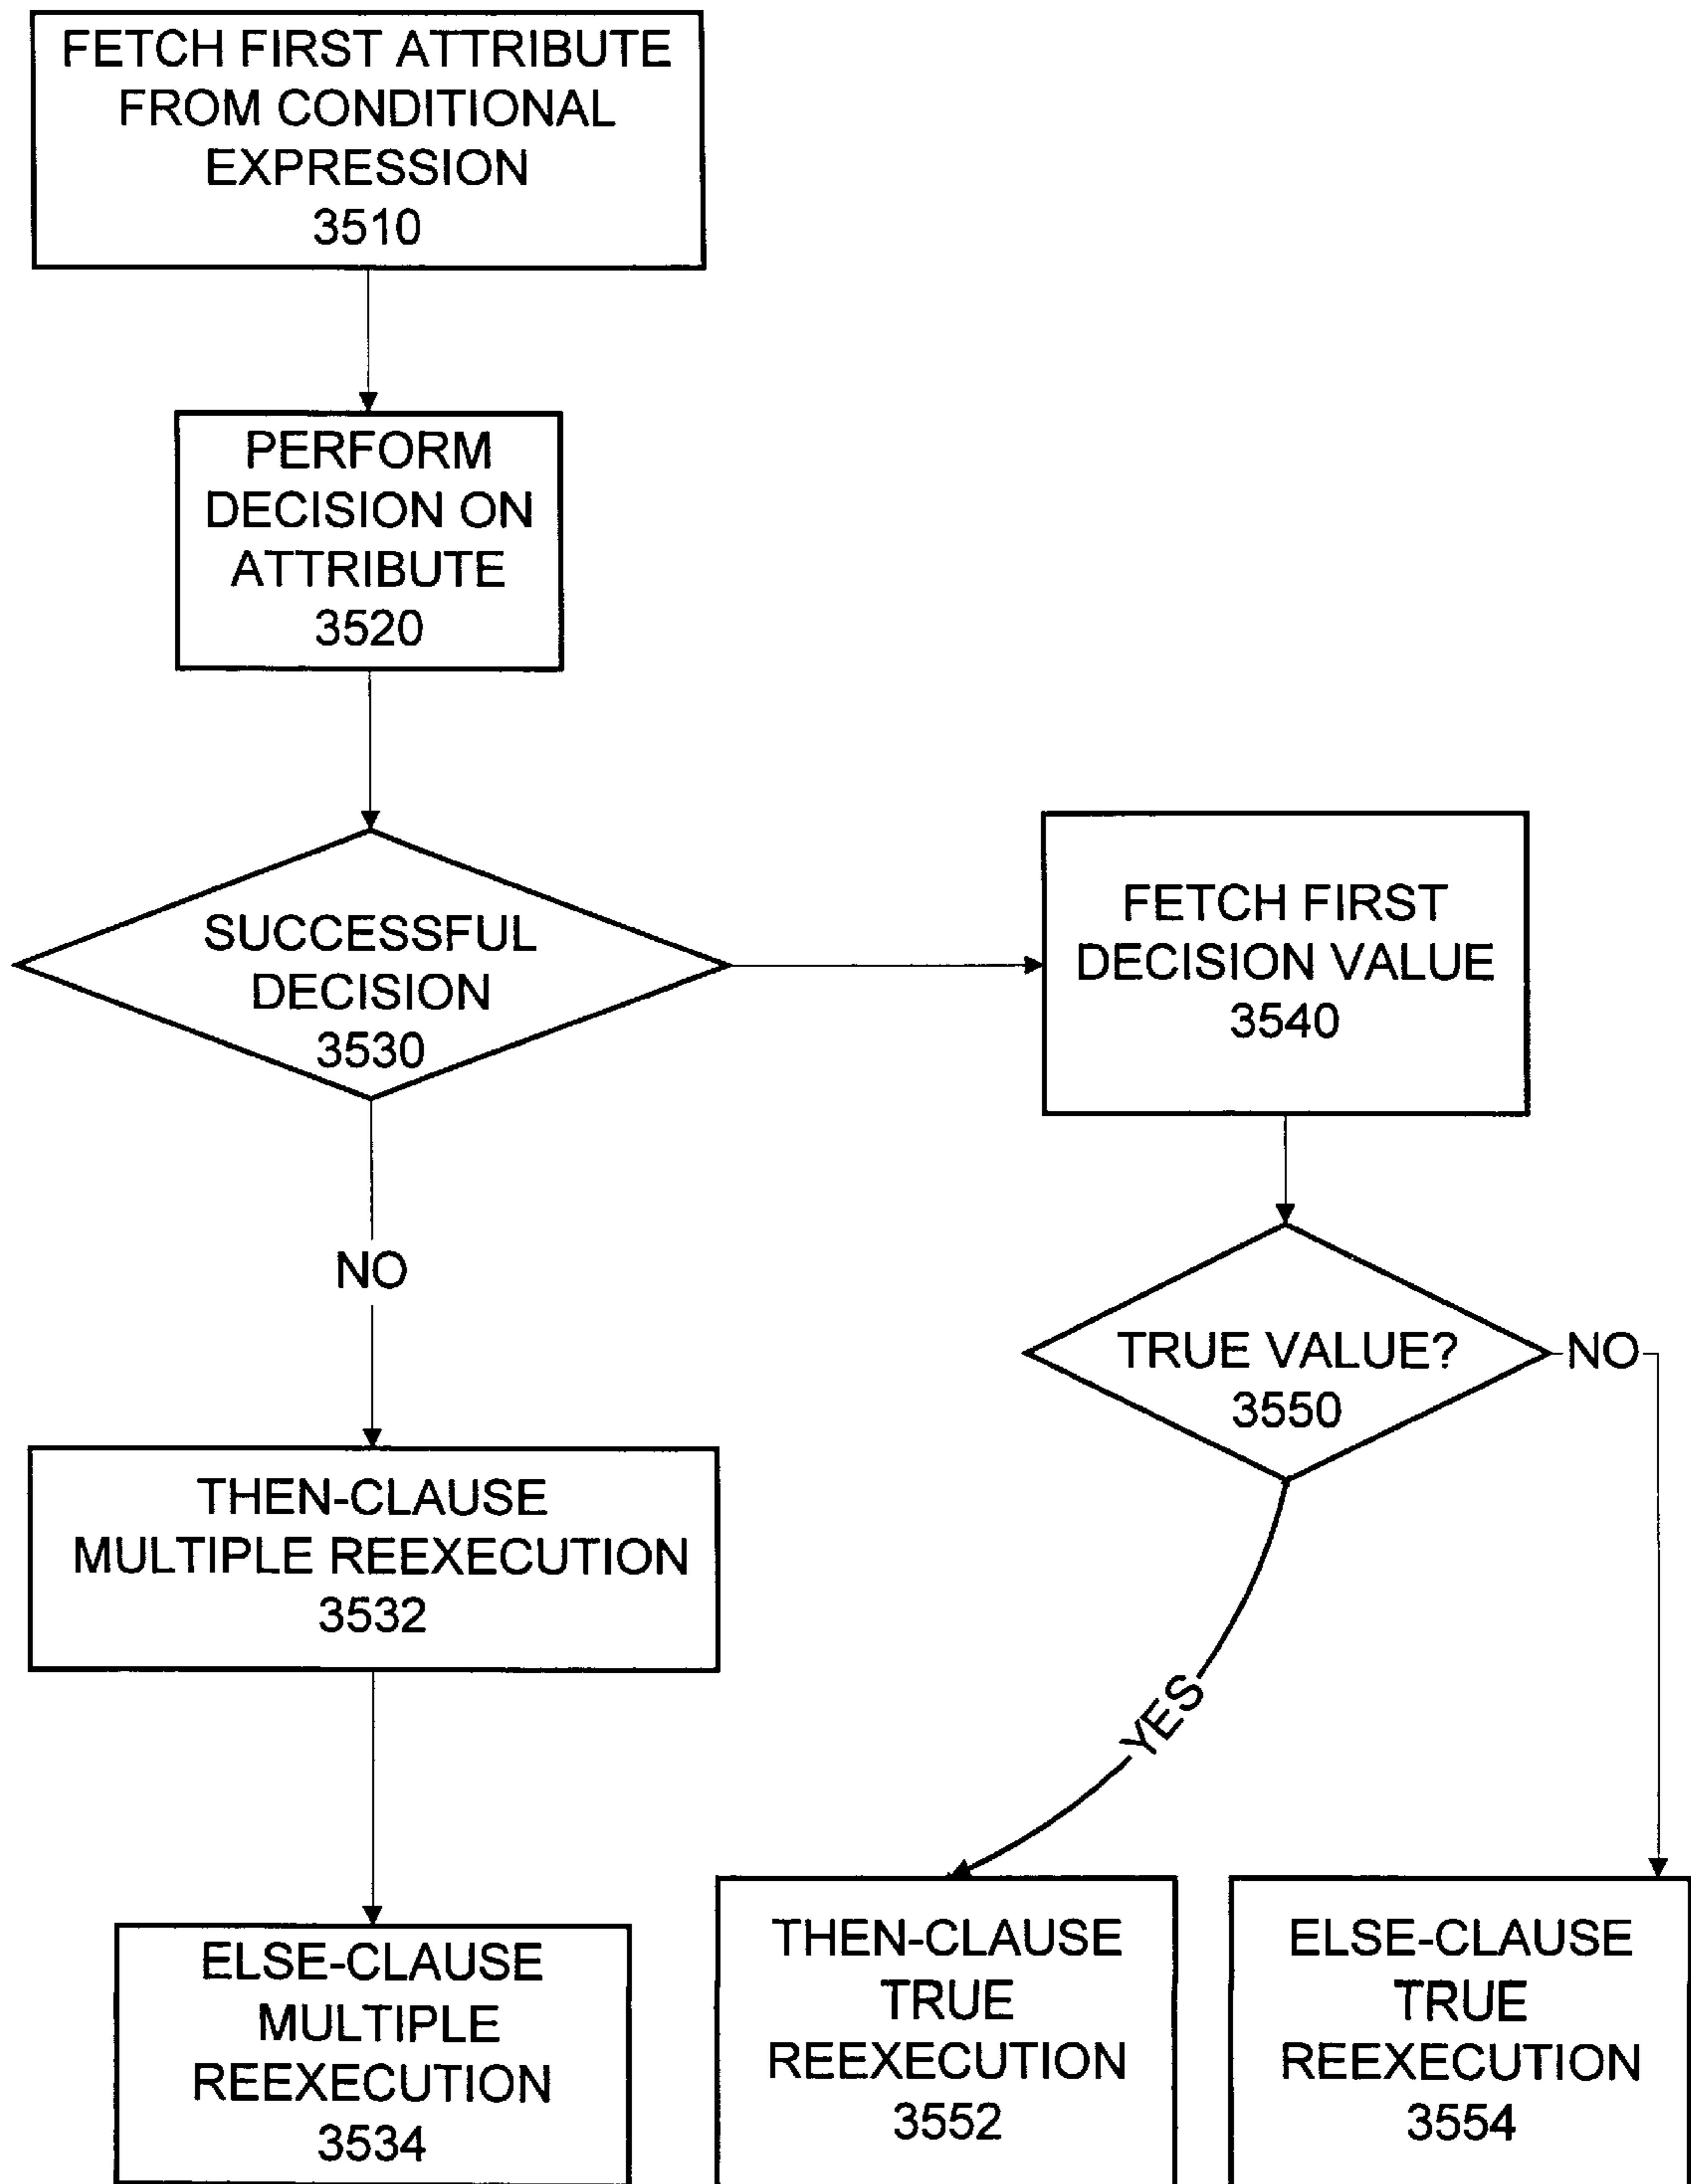 FETCH FIRST ATTRIBUTE
FROM CONDITIONAL
EXPRESSION
3510
PERFORM
DECISION ON
ATTRIBUTE
3520
SUCCESSFUL
DECISION
3530
FETCH FIRST
DECISION VALUE
3540
NO
TRUE VALUE?
3550
NO
THEN-CLAUSE
MULTIPLE REEXECUTION
3532
YES
ELSE-CLAUSE
MULTIPLE
REEXECUTION
3534
THEN-CLAUSE
TRUE
REEXECUTION
3552
ELSE-CLAUSE
TRUE
REEXECUTION
3554